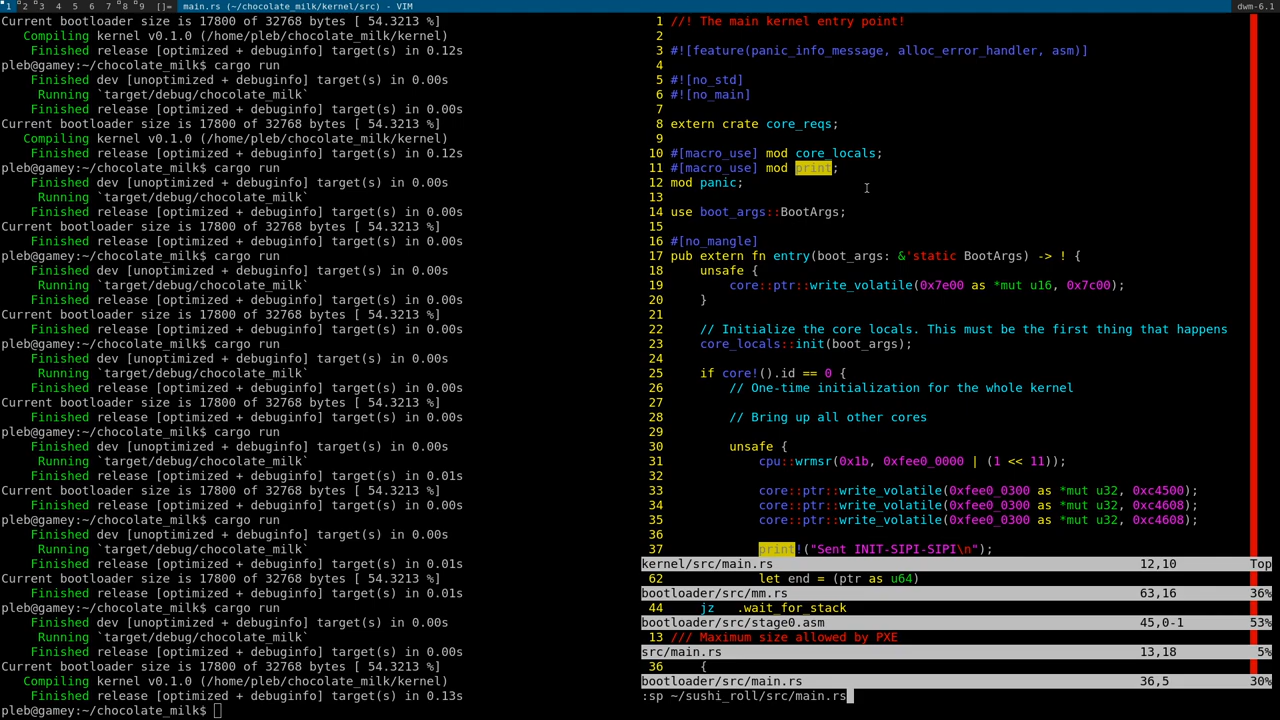 1 2 3 4 5 6 7 8 9 []= main.rs (~/chocolate_milk/kernel/src) - VIM dwm-6.1
Current bootloader size is 17800 of 32768 bytes [ 54.3213 %]
Compiling kernel v0.1.0 (/home/pleb/chocolate_milk/kernel)
Finished release [optimized + debuginfo] target(s) in 0.12s
pleb@gamey:~/chocolate_milk$ cargo run
Finished dev [unoptimized + debuginfo] target(s) in 0.00s
Running `target/debug/chocolate_milk`
Finished release [optimized + debuginfo] target(s) in 0.00s
Current bootloader size is 17800 of 32768 bytes [ 54.3213 %]
Compiling kernel v0.1.0 (/home/pleb/chocolate_milk/kernel)
Finished release [optimized + debuginfo] target(s) in 0.12s
pleb@gamey:~/chocolate_milk$ cargo run
Finished dev [unoptimized + debuginfo] target(s) in 0.00s
Running `target/debug/chocolate_milk`
Finished release [optimized + debuginfo] target(s) in 0.00s
Current bootloader size is 17800 of 32768 bytes [ 54.3213 %]
Finished release [optimized + debuginfo] target(s) in 0.00s
pleb@gamey:~/chocolate_milk$ cargo run
Finished dev [unoptimized + debuginfo] target(s) in 0.00s
Running `target/debug/chocolate_milk`
Finished release [optimized + debuginfo] target(s) in 0.00s
Current bootloader size is 17800 of 32768 bytes [ 54.3213 %]
Finished release [optimized + debuginfo] target(s) in 0.00s
pleb@gamey:~/chocolate_milk$ cargo run
Finished dev [unoptimized + debuginfo] target(s) in 0.00s
Running `target/debug/chocolate_milk`
Finished release [optimized + debuginfo] target(s) in 0.00s
Current bootloader size is 17800 of 32768 bytes [ 54.3213 %]
Finished release [optimized + debuginfo] target(s) in 0.00s
pleb@gamey:~/chocolate_milk$ cargo run
Finished dev [unoptimized + debuginfo] target(s) in 0.00s
Running `target/debug/chocolate_milk`
Finished release [optimized + debuginfo] target(s) in 0.01s
Current bootloader size is 17800 of 32768 bytes [ 54.3213 %]
Finished release [optimized + debuginfo] target(s) in 0.00s
pleb@gamey:~/chocolate_milk$ cargo run
Finished dev [unoptimized + debuginfo] target(s) in 0.00s
Running `target/debug/chocolate_milk`
Finished release [optimized + debuginfo] target(s) in 0.01s
Current bootloader size is 17800 of 32768 bytes [ 54.3213 %]
Finished release [optimized + debuginfo] target(s) in 0.01s
pleb@gamey:~/chocolate_milk$ cargo run
Finished dev [unoptimized + debuginfo] target(s) in 0.00s
Running `target/debug/chocolate_milk`
Finished release [optimized + debuginfo] target(s) in 0.00s
Current bootloader size is 17800 of 32768 bytes [ 54.3213 %]
Compiling kernel v0.1.0 (/home/pleb/chocolate_milk/kernel)
Finished release [optimized + debuginfo] target(s) in 0.13s
pleb@gamey:~/chocolate_milk$
1 //! The main kernel entry point!
2
3 #![feature(panic_info_message, alloc_error_handler, asm)]
4
5 #![no_std]
6 #![no_main]
7
8 extern crate core_reqs;
9
10 #[macro_use] mod core_locals;
11 #[macro_use] mod print;
12 mod panic;
13
14 use boot_args::BootArgs;
15
16 #[no_mangle]
17 pub extern fn entry(boot_args: &'static BootArgs) -> ! {
18 unsafe {
19 core::ptr::write_volatile(0x7e00 as *mut u16, 0x7c00);
20 }
21
22 // Initialize the core locals. This must be the first thing that happens
23 core_locals::init(boot_args);
24
25 if core!().id == 0 {
26 // One-time initialization for the whole kernel
27
28 // Bring up all other cores
29
30 unsafe {
31 cpu::wrmsr(0x1b, 0xfee0_0000 | (1 << 11));
32
33 core::ptr::write_volatile(0xfee0_0300 as *mut u32, 0xc4500);
34 core::ptr::write_volatile(0xfee0_0300 as *mut u32, 0xc4608);
35 core::ptr::write_volatile(0xfee0_0300 as *mut u32, 0xc4608);
36
37 print!("Sent INIT-SIPI-SIPI\n");
kernel/src/main.rs 12,10 Top
62 let end = (ptr as u64)
bootloader/src/mm.rs 63,16 36%
44 jz .wait_for_stack
bootloader/src/stage0.asm 45,0-1 53%
13 /// Maximum size allowed by PXE
src/main.rs 13,18 5%
36 {
bootloader/src/main.rs 36,5 30%
:sp ~/sushi_roll/src/main.rs